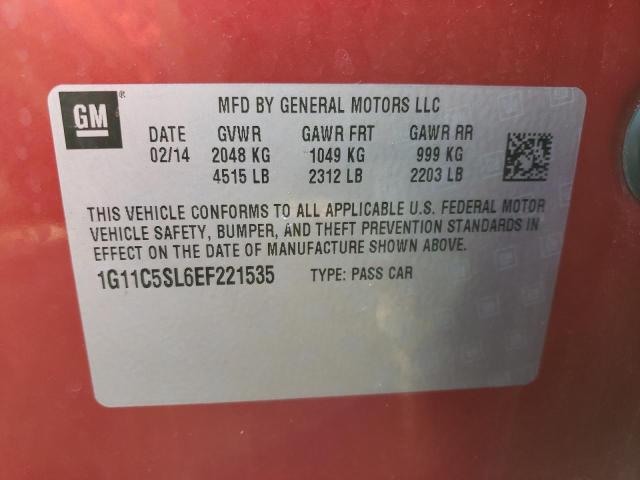 GM ® MFD BY GENERAL MOTORS LLC
DATE GVWR GAWR FRT GAWR RR
02/14 2048 KG 1049 KG 999 KG
4515 LB 2312 LB 2203 LB
THIS VEHICLE CONFORMS TO ALL APPLICABLE U.S. FEDERAL MOTOR
VEHICLE SAFETY, BUMPER, AND THEFT PREVENTION STANDARDS IN
EFFECT ON THE DATE OF MANUFACTURE SHOWN ABOVE.
1G11C5SL6EF221535 TYPE: PASS CAR